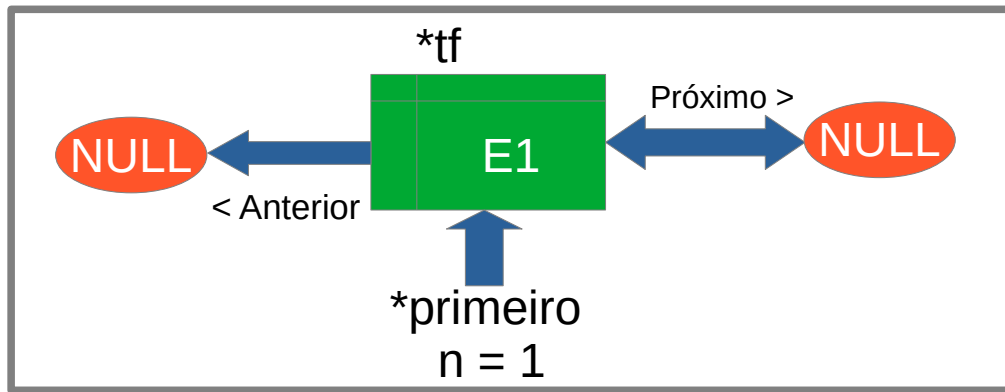 *tf
Próximo >
NULL
E1
NULL
< Anterior
*primeiro
n = 1